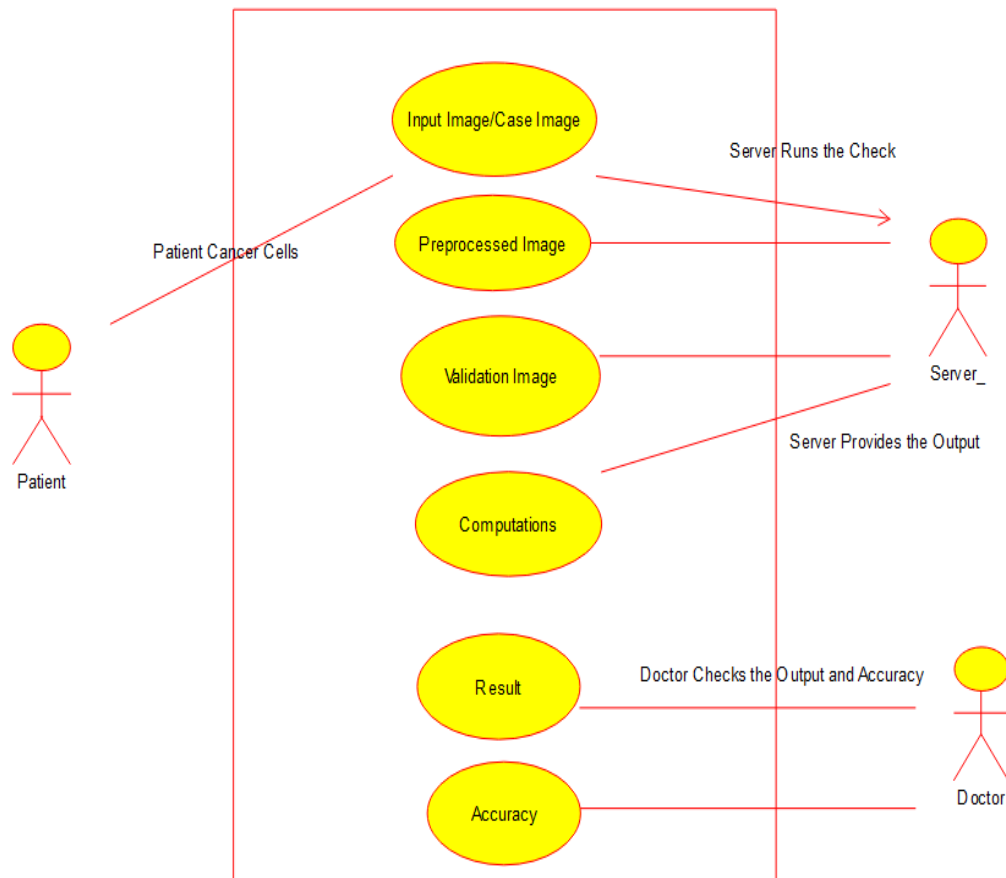 Input Image/Case Image
Server Runs the Check
Patient Cancer Cells
Preprocessed Image
Validation Image
Server_
Server Provides the Output
Patient
Computations
Result
Doctor Checks the Output and Accuracy
Doctor
Accuracy